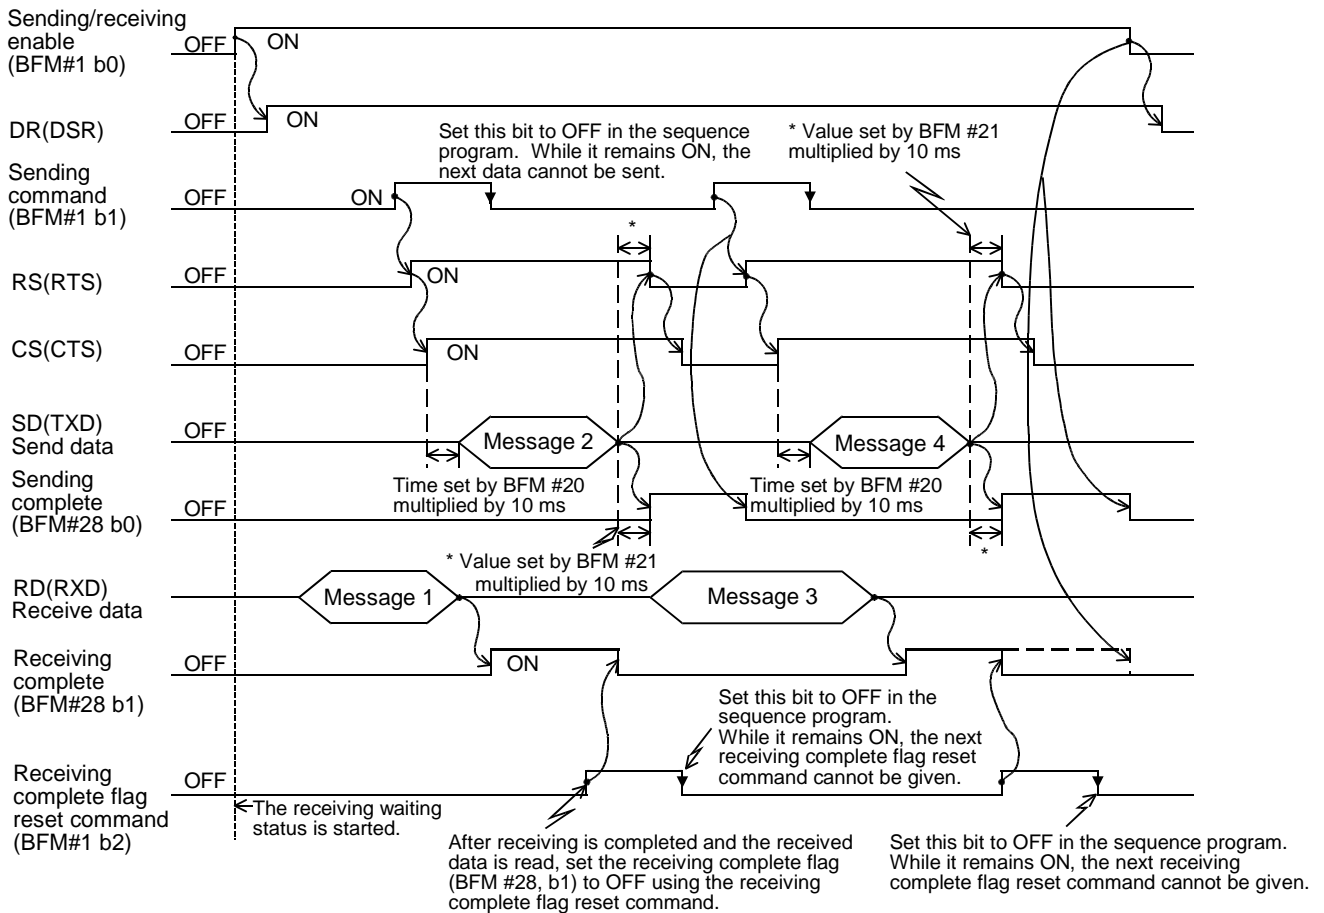 Sending/receiving
enable
(BFM#1 b0)
OFF
ON
DR(DSR)
OFF
ON
Set this bit to OFF in the sequence
program. While it remains ON, the
next data cannot be sent.
* Value set by BFM #21
multiplied by 10 ms
Sending
command
(BFM#1 b1)
OFF
ON
*
RS(RTS)
OFF
ON
CS(CTS)
OFF
ON
SD(TXD)
Send data
OFF
Message 2
Message 4
Time set by BFM #20
multiplied by 10 ms
Time set by BFM #20
multiplied by 10 ms
Sending
complete
(BFM#28 b0)
OFF
*
* Value set by BFM #21
multiplied by 10 ms
RD(RXD)
Receive data
Message 1
Message 3
Receiving
complete
(BFM#28 b1)
OFF
ON
Set this bit to OFF in the
sequence program.
While it remains ON, the next
receiving complete flag reset
command cannot be given.
Receiving
complete flag
reset command
(BFM#1 b2)
OFF
The receiving waiting
status is started.
After receiving is completed and the received
data is read, set the receiving complete flag
(BFM #28, b1) to OFF using the receiving
complete flag reset command.
Set this bit to OFF in the sequence program.
While it remains ON, the next receiving
complete flag reset command cannot be given.